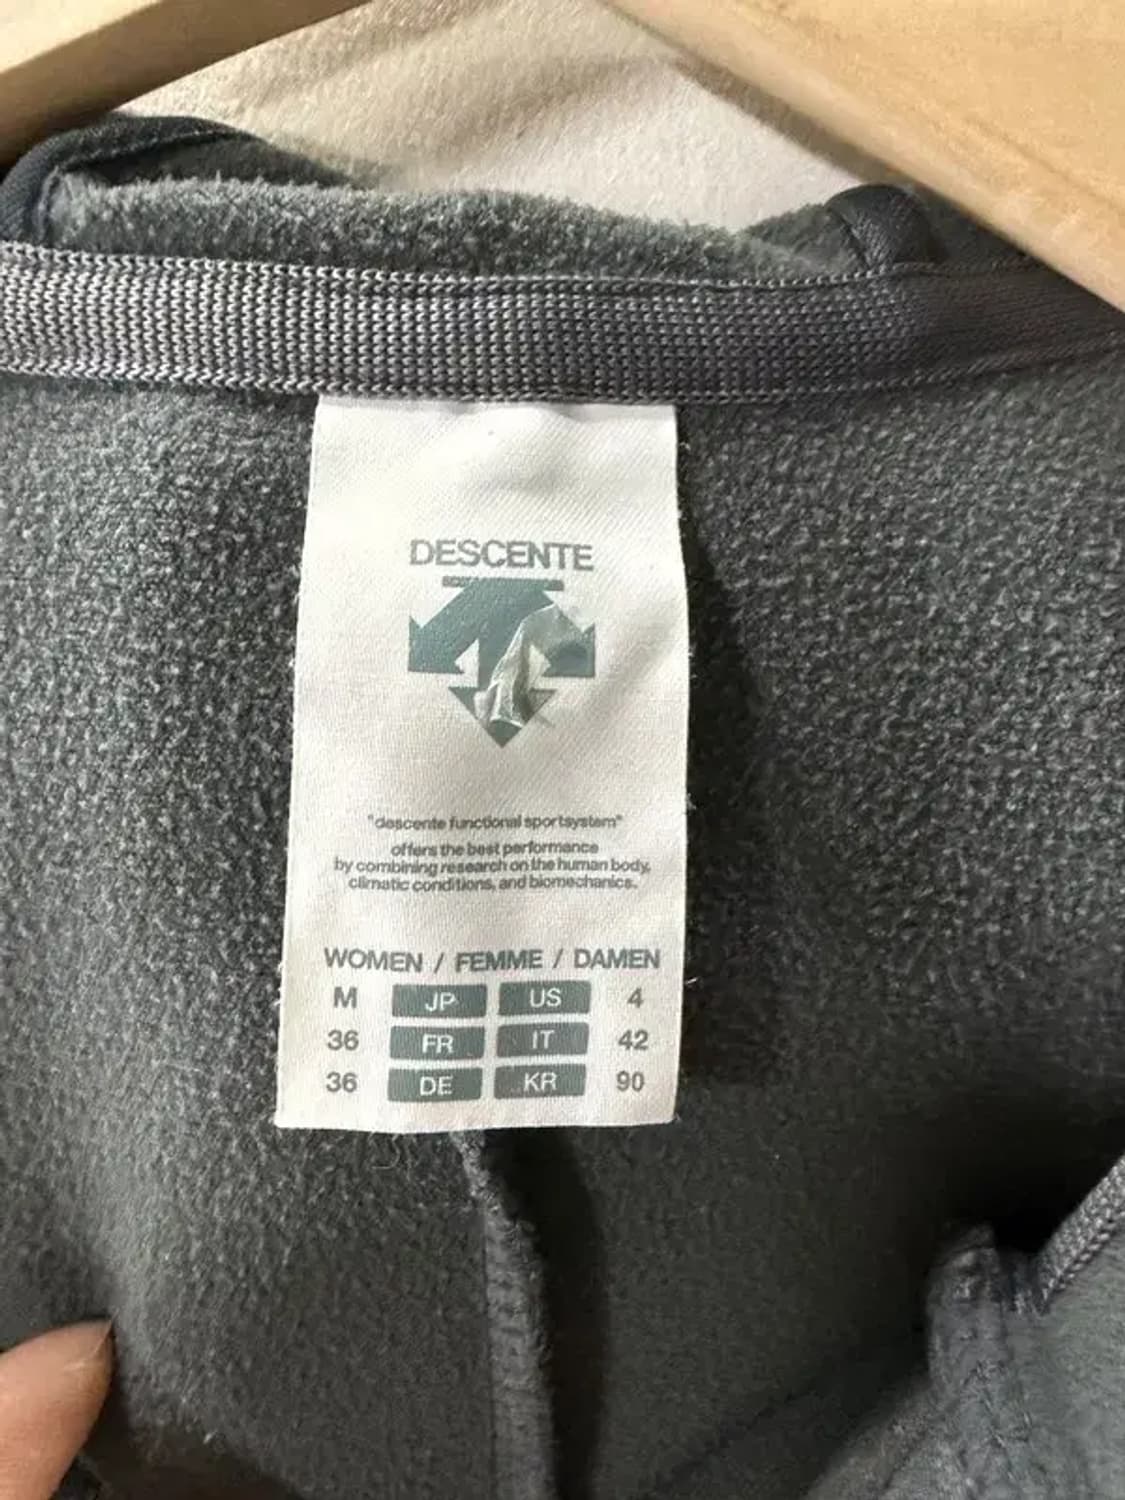 DESCENTE
"descente functional sportsystem"
offers the best performance
by combining research on the human body,
climatic conditions, and biomechanics.
WOMEN / FEMME / DAMEN
M JP US 4
36 FR IT 42
36 DE KR 90